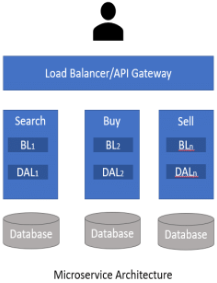 Load Balancer/API Gateway
Search Buy Sell
BL1 BL2 BLn
DAL1 DAL2 DALn
Database Database Database
Microservice Architecture